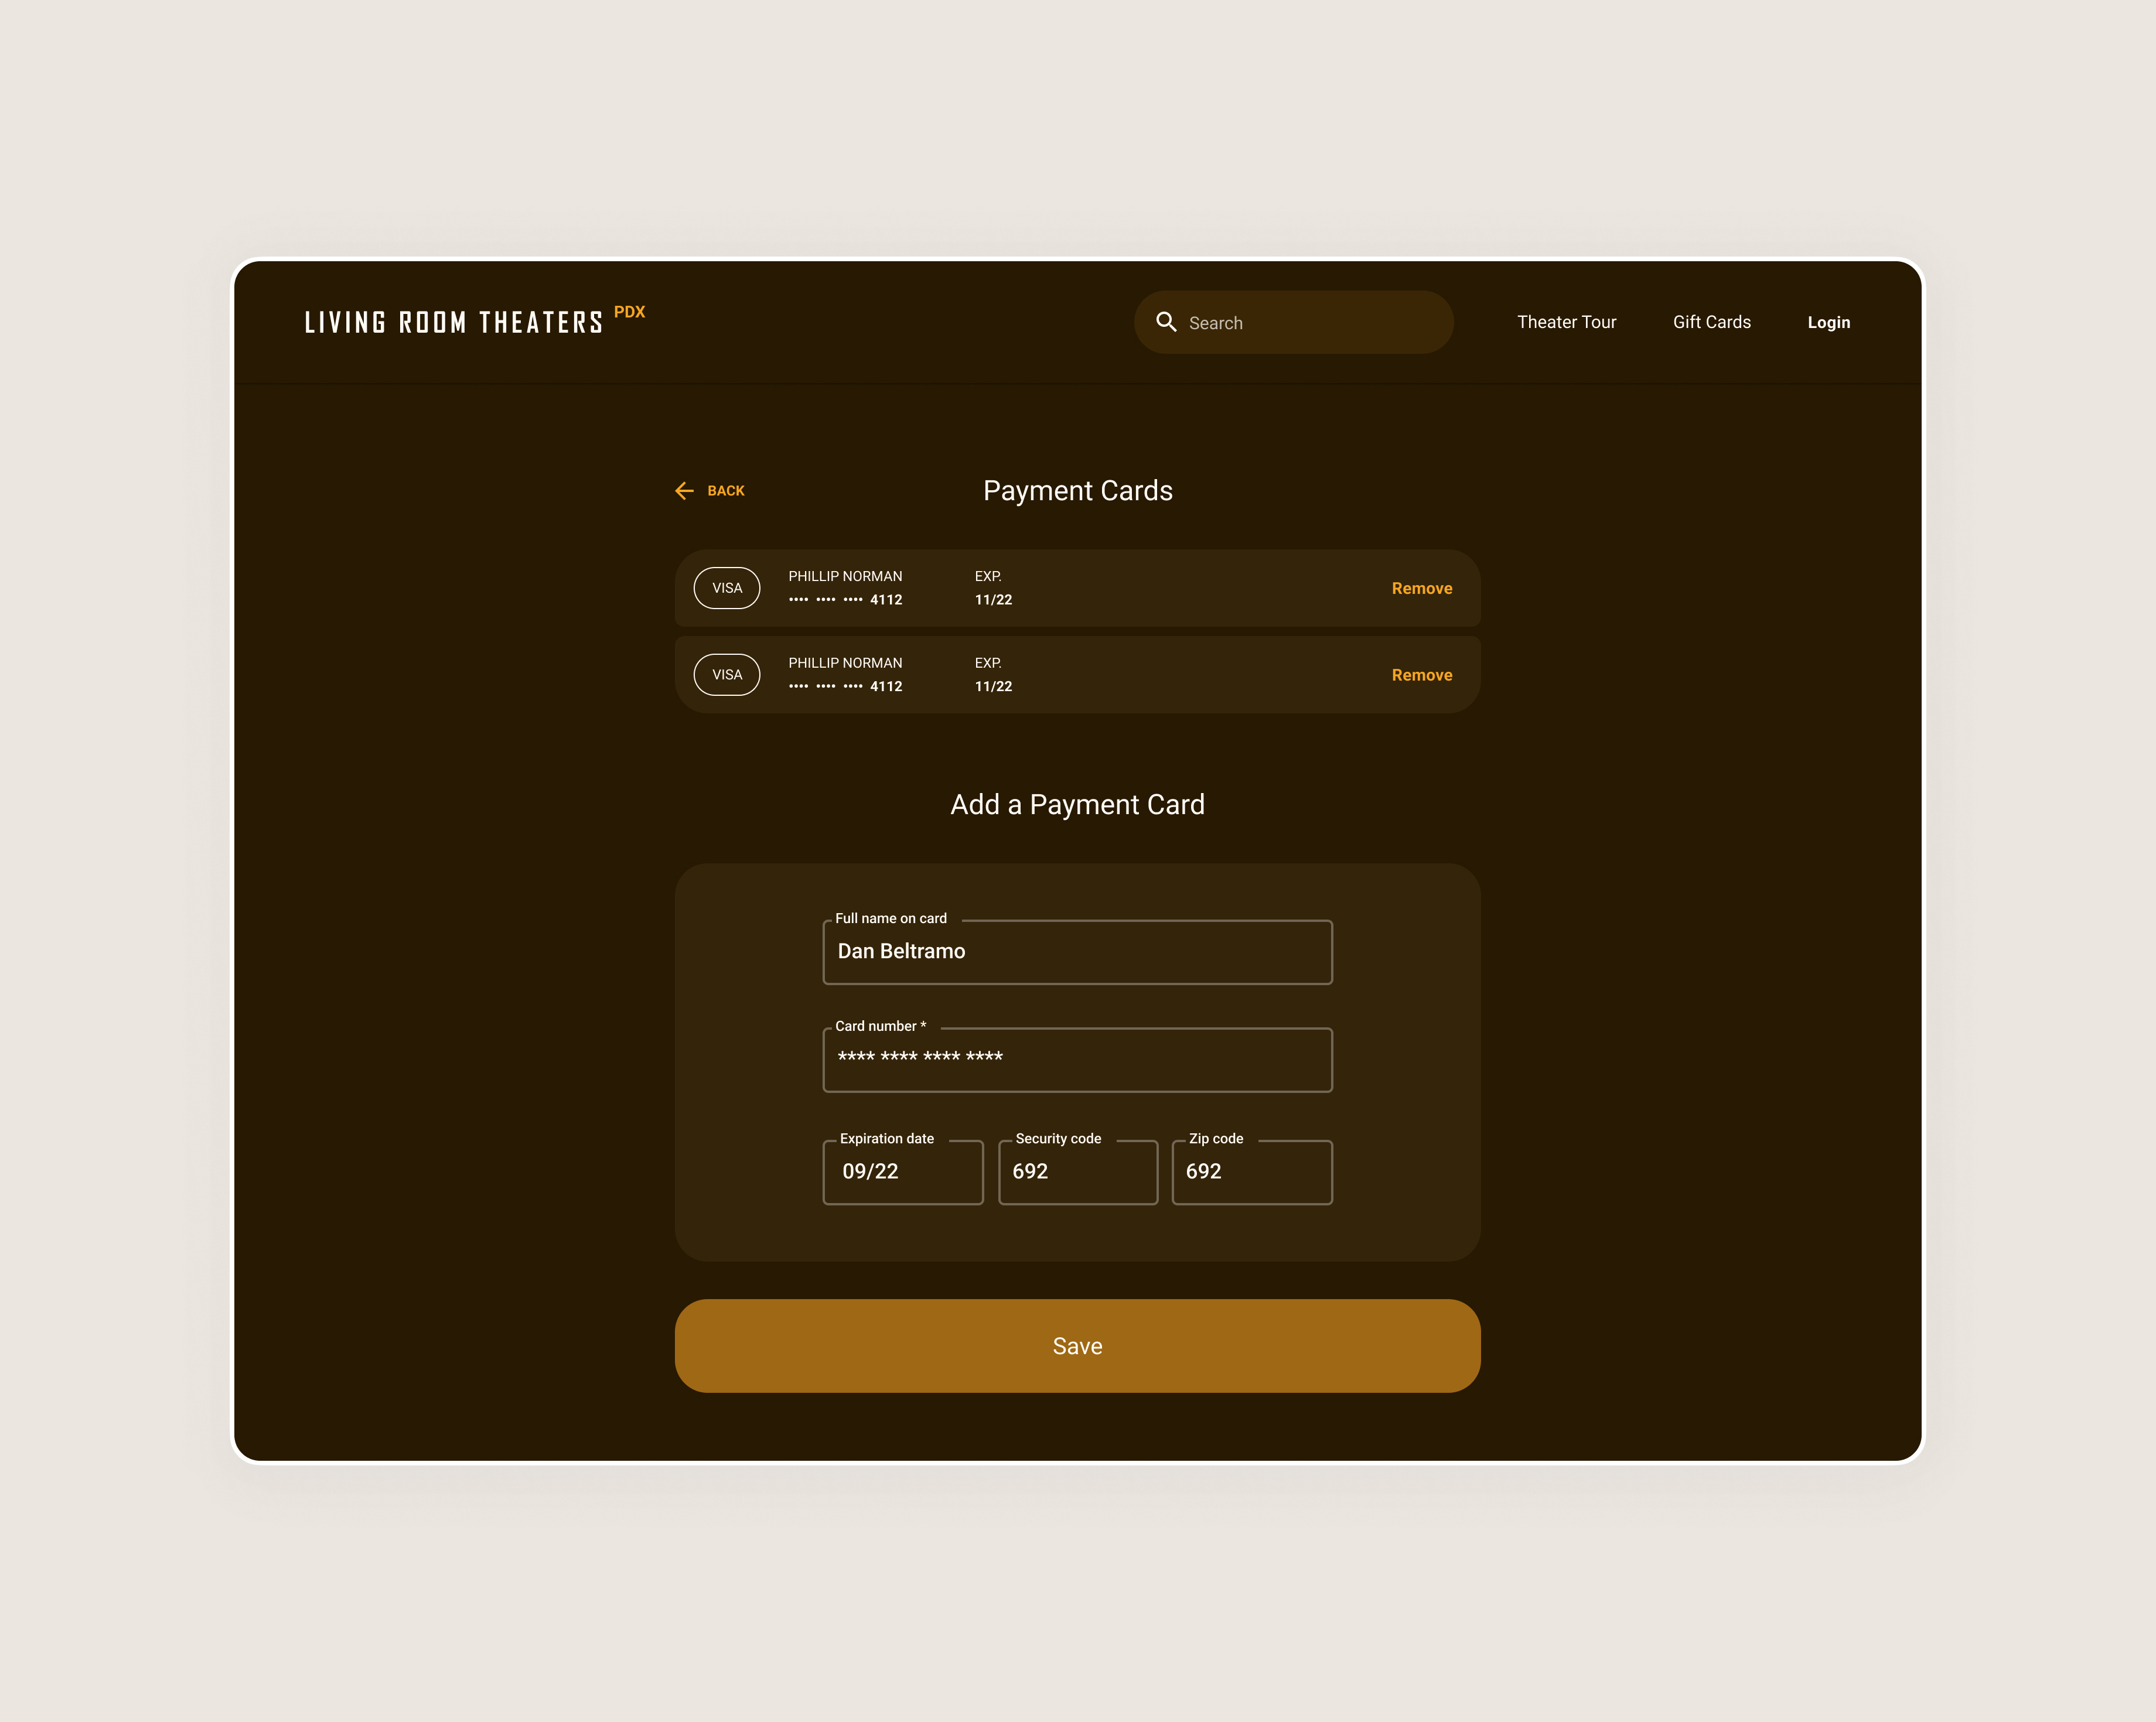 LIVING ROOM THEATERS PDX
Search
Theater Tour
Gift Cards
Login
BACK
Payment Cards
VISA
PHILLIP NORMAN
•••• •••• •••• 4112
EXP.
11/22
Remove
VISA
PHILLIP NORMAN
•••• •••• •••• 4112
EXP.
11/22
Remove
Add a Payment Card
Full name on card
Dan Beltramo
Card number *
**** **** **** ****
Expiration date
09/22
Security code
692
Zip code
692
Save